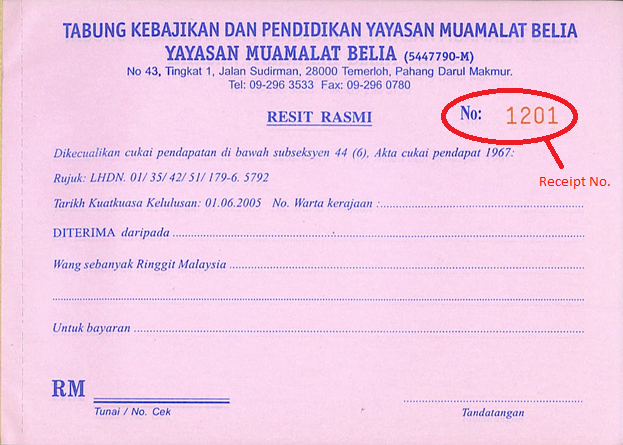 TABUNG KEBAJIKAN DAN PENDIDIKAN YAYASAN MUAMALAT BELIA
YAYASAN MUAMALAT BELIA (5447790-M)
No 43, Tingkat 1, Jalan Sudirman, 28000 Temerloh, Pahang Darul Makmur.
Tel: 09-296 3533 Fax: 09-296 0780
RESIT RASMI
No: 1201
Receipt No.
Dikecualikan cukai pendapatan di bawah subseksyen 44 (6), Akta cukai pendapat 1967:
Rujuk: LHDN. 01/ 35/ 42/ 51/ 179-6. 5792
Tarikh Kuatkuasa Kelulusan: 01.06.2005 No. Warta kerajaan :
DITERIMA daripada
Wang sebanyak Ringgit Malaysia
Untuk bayaran
RM
Tunai / No. Cek
Tandatangan